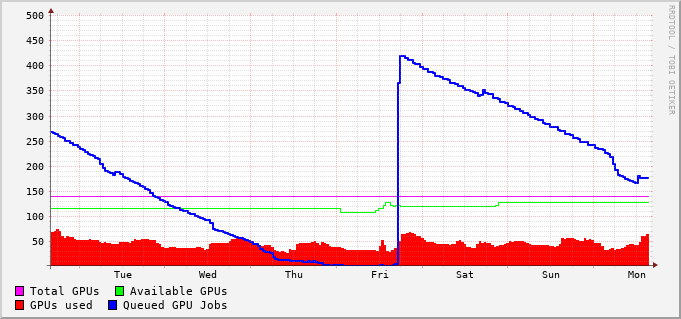 500
450
400
350
300
250
200
150
100
50
Tue Wed Thu Fri Sat Sun Mon
Total GPUs Available GPUs
GPUs used Queued GPU Jobs
RRDTOOL / TOBI OETIKER